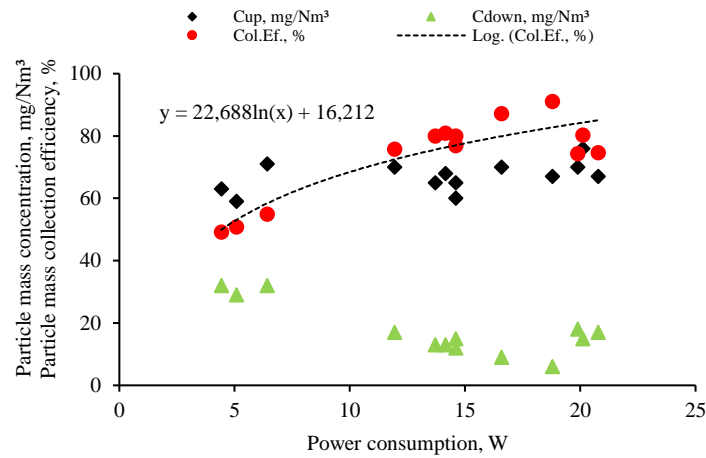 Cup, mg/Nm³
Cdown, mg/Nm³
Col.Ef., %
Log. (Col.Ef., %)
Particle mass concentration, mg/Nm³
Particle mass collection efficiency, %
100
80
60
40
20
0
y = 22,688ln(x) + 16,212
0
5
10
15
20
25
Power consumption, W